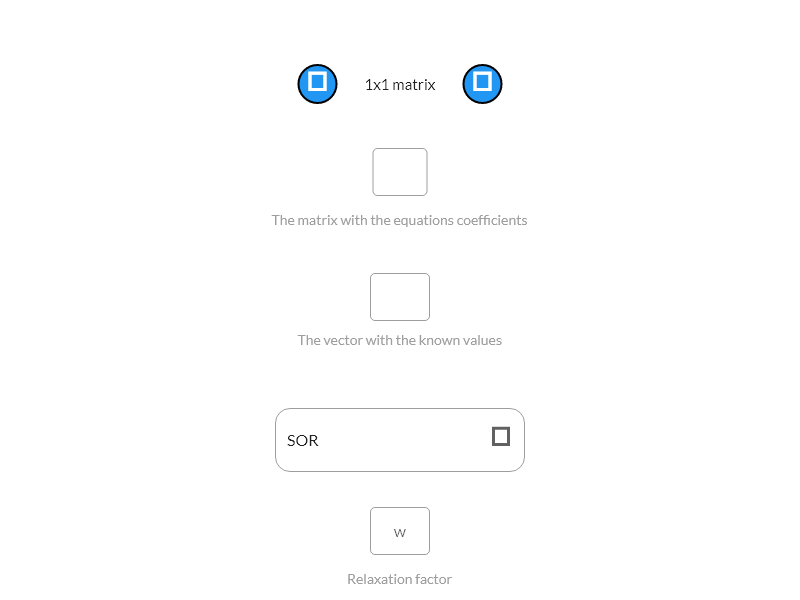 1x1 matrix
The matrix with the equations coefficients
The vector with the known values
SOR
w
Relaxation factor